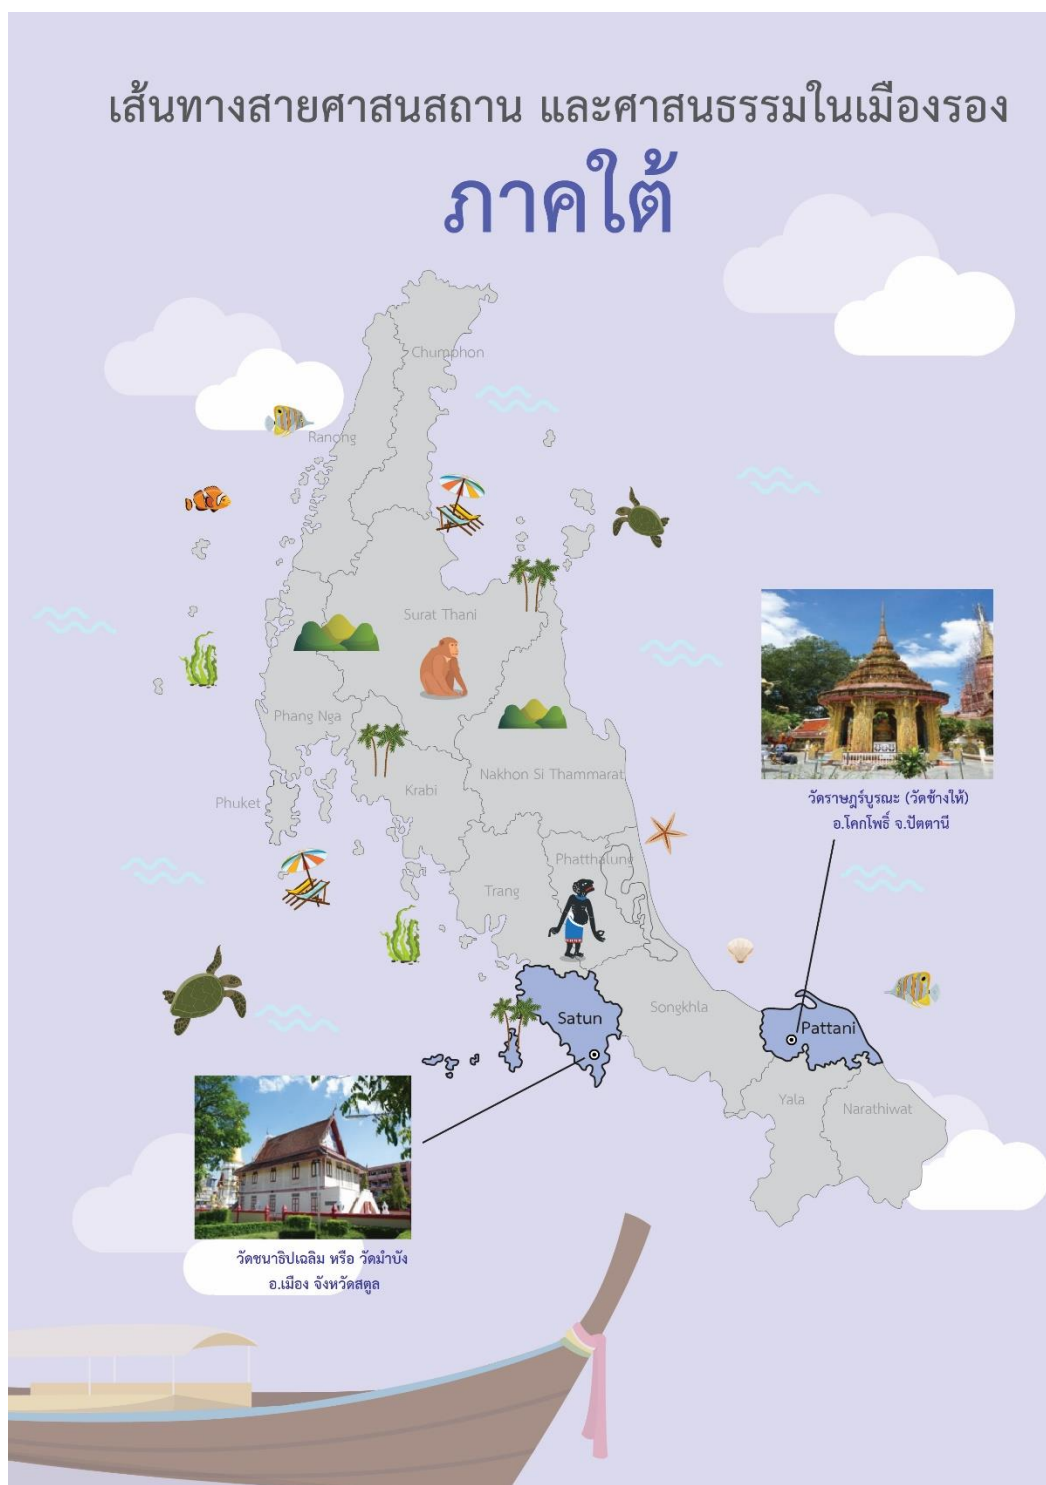 เส้นทางสายศาสนสถาน และศาสนธรรมในเมืองรอง
ภาคใต้
Chumphon
Ranong
Surat Thani
Phang Nga
Nakhon Si Thammarat
Krabi
Phuket
วัดราษฎร์บูรณะ (วัดช้างให้)
อ.โคกโพธิ์ จ.ปัตตานี
Phatthalung
Trang
Songkhla
Satun
Pattani
Yala
Narathiwat
วัดชนาธิปเฉลิม หรือ วัดมำบัง
อ.เมือง จังหวัดสตูล